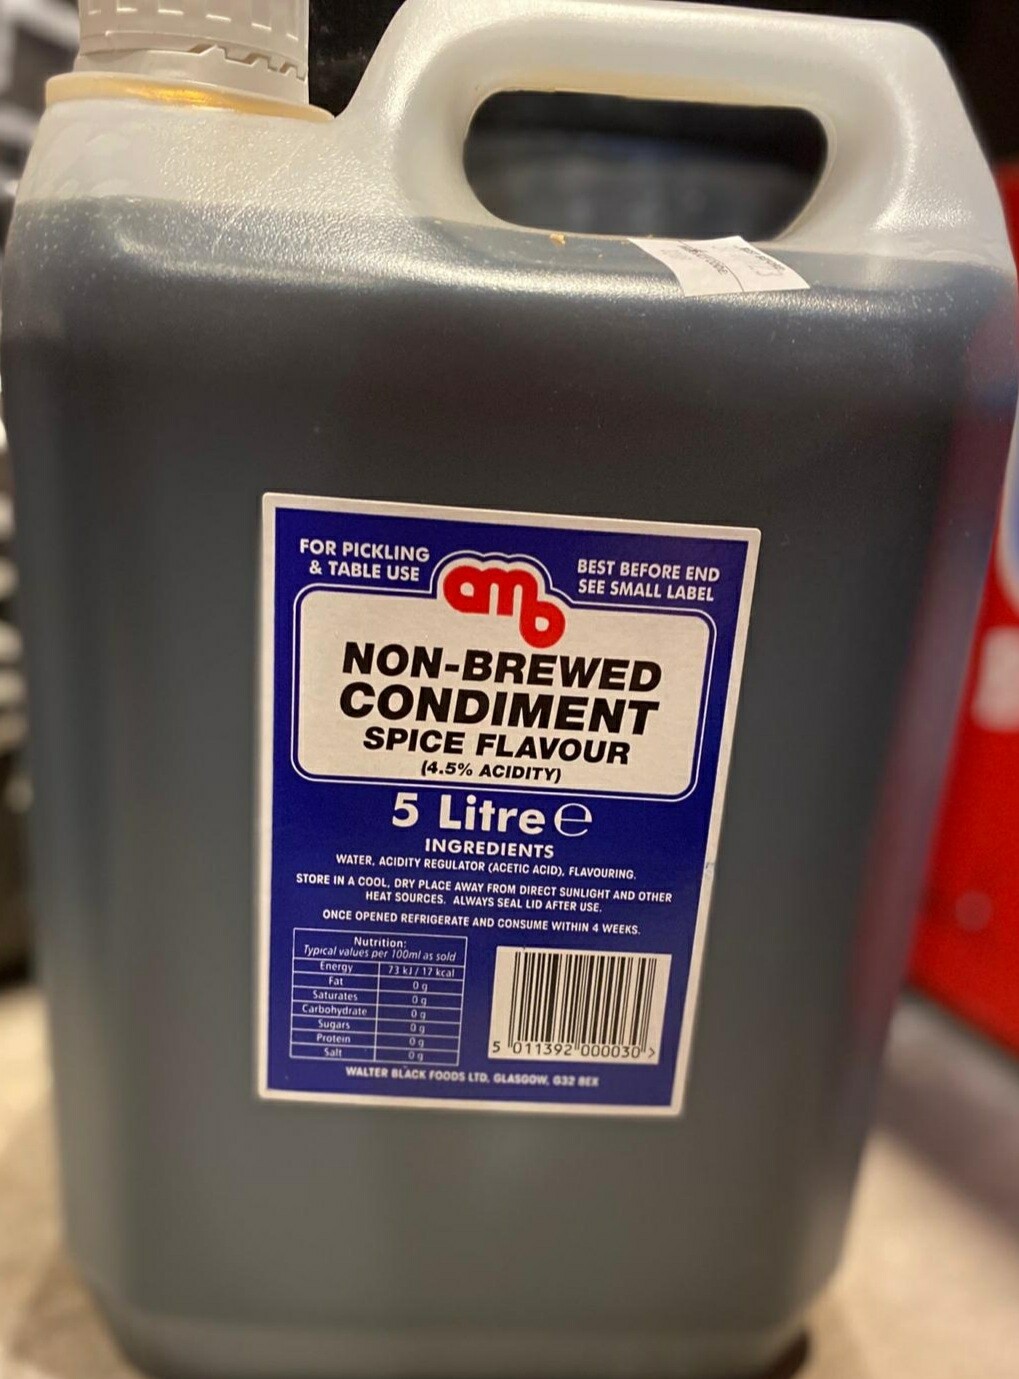 FOR PICKLING
& TABLE USE
amb
BEST BEFORE END
SEE SMALL LABEL
NON-BREWED
CONDIMENT
SPICE FLAVOUR
(4.5% ACIDITY)
5 Litre ℮
INGREDIENTS
WATER, ACIDITY REGULATOR (ACETIC ACID), FLAVOURING.
STORE IN A COOL, DRY PLACE AWAY FROM DIRECT SUNLIGHT AND OTHER
HEAT SOURCES. ALWAYS SEAL LID AFTER USE.
ONCE OPENED REFRIGERATE AND CONSUME WITHIN 4 WEEKS.
Nutrition:
Typical values per 100ml as sold
Energy 73 kJ / 17 kcal
Fat 0 g
Saturates 0 g
Carbohydrate 0 g
Sugars 0 g
Protein 0 g
Salt 0 g
5 011392 000030 >
WALTER BLACK FOODS LTD, GLASGOW, G32 8EX